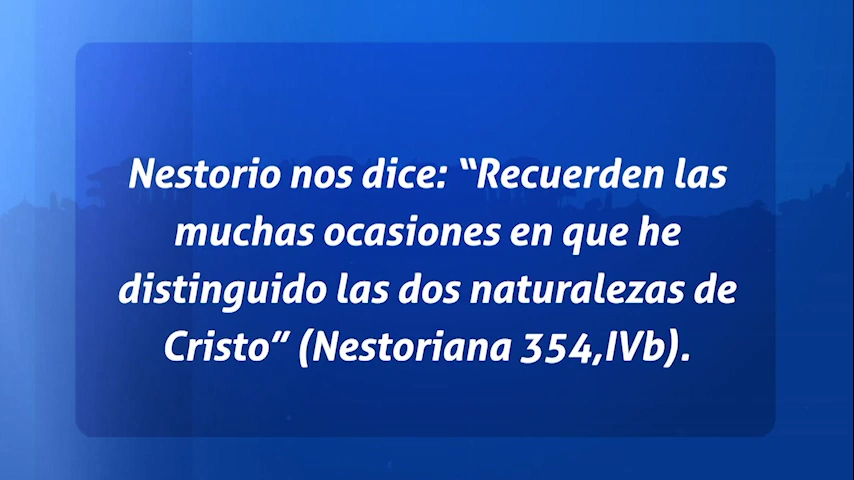 Nestorio nos dice: “Recuerden las
muchas ocasiones en que he
distinguido las dos naturalezas de
Cristo” (Nestoriana 354,IVb).